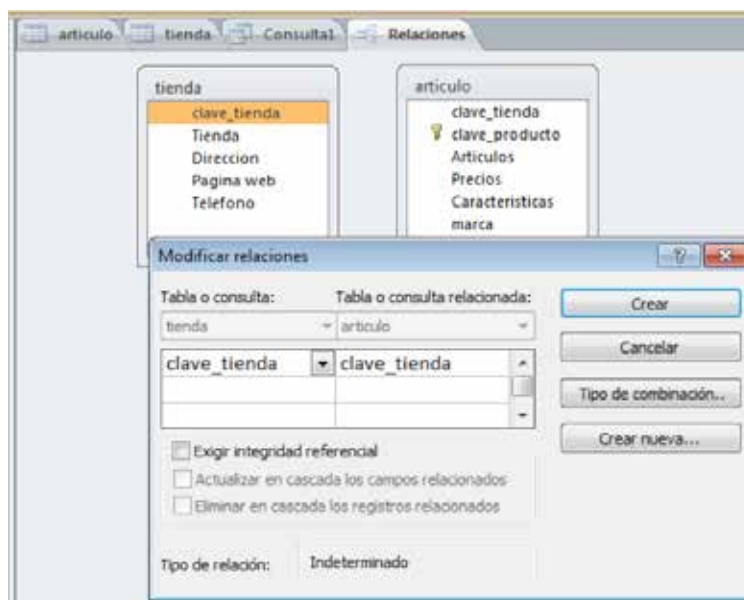 articulo tienda Consulta1 Relaciones
tienda
clave_tienda
Tienda
Direccion
Pagina web
Telefono
articulo
clave_tienda
clave_producto
Articulos
Precios
Caracteristicas
marca
Modificar relaciones
Tabla o consulta: Tabla o consulta relacionada:
tienda articulo
clave_tienda clave_tienda
Exigir integridad referencial
Actualizar en cascada los campos relacionados
Eliminar en cascada los registros relacionados
Tipo de relación: Indeterminado
Crear
Cancelar
Tipo de combinación..
Crear nueva...